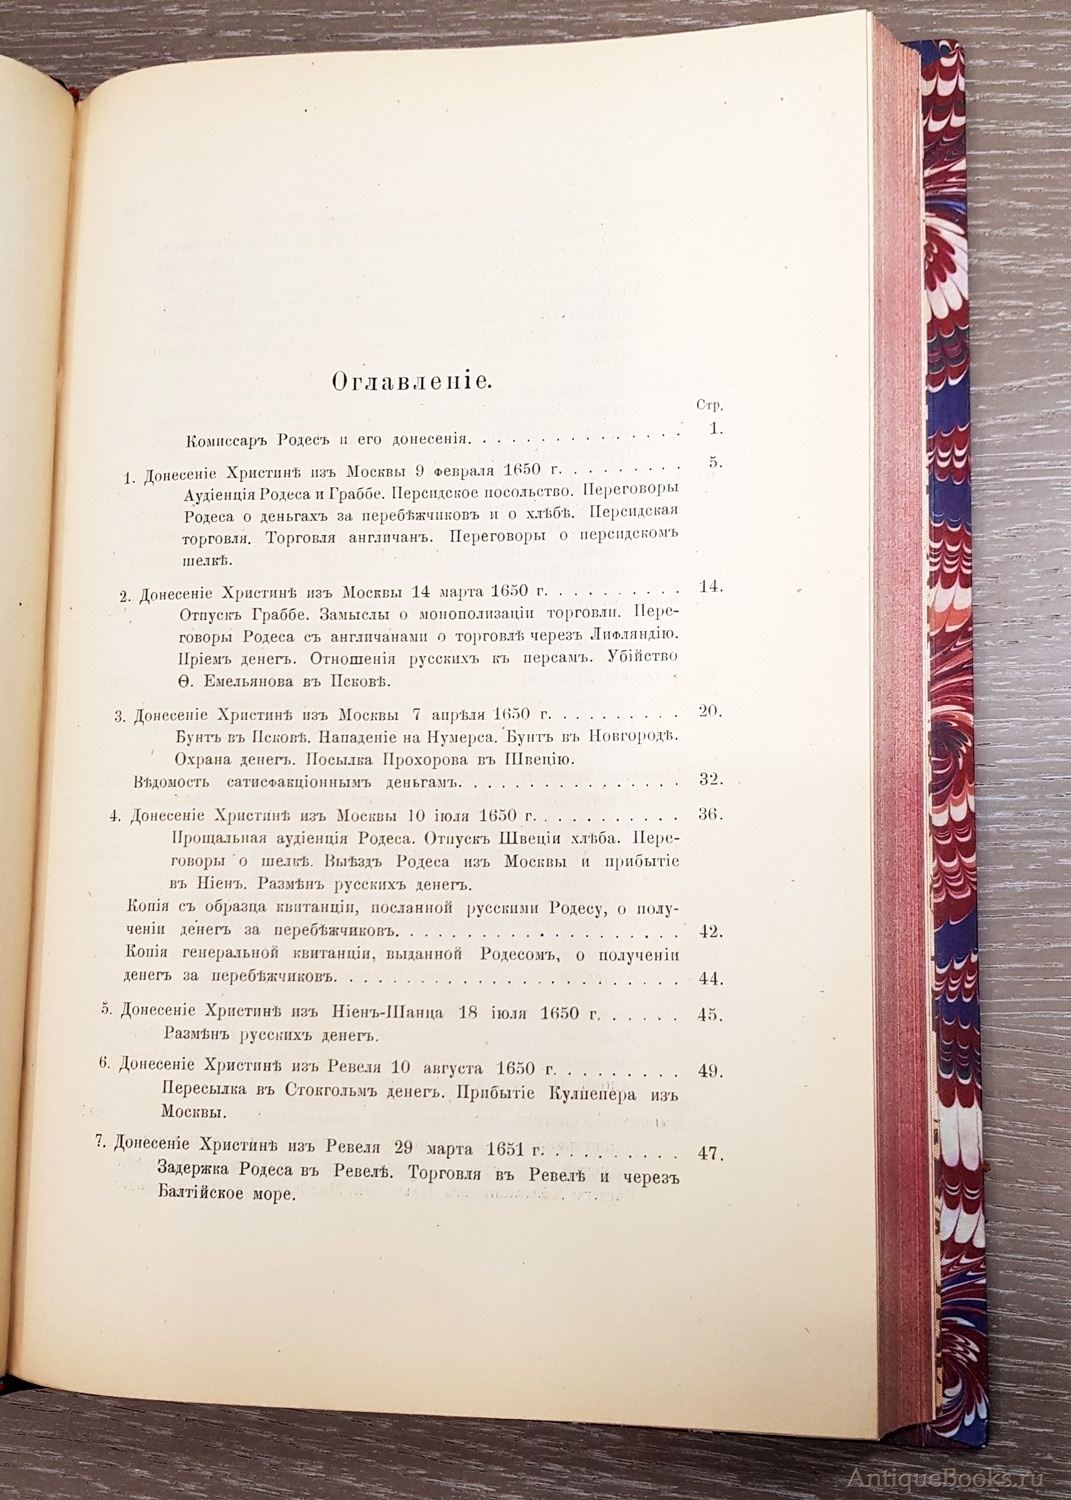 Оглавленіе.
Стр.
Комиссаръ Родесъ и его донесенія. . . . . . . . . . . . . . . 1.
1. Донесеніе Христинѣ изъ Москвы 9 февраля 1650 г. . . . . . . . . 5.
Аудіенція Родеса и Граббе. Персидское посольство. Переговоры
Родеса о деньгахъ за перебѣжчиковъ и о хлѣбѣ. Персидская
торговля. Торговля англичанъ. Переговоры о персидскомъ
шелкѣ.
2. Донесеніе Христинѣ изъ Москвы 14 марта 1650 г. . . . . . . . . . 14.
Отпускъ Граббе. Замыслы о монополизаціи торговли. Пере-
говоры Родеса съ англичанами о торговлѣ черезъ Лифляндію.
Пріемъ денегъ. Отношенія русскихъ къ персамъ. Убійство
Ѳ. Емельянова въ Псковѣ.
3. Донесеніе Христинѣ изъ Москвы 7 апрѣля 1650 г. . . . . . . . . 20.
Бунтъ въ Псковѣ. Нападеніе на Нумерса. Бунтъ въ Новгородѣ.
Охрана денегъ. Посылка Прохорова въ Швецію.
Вѣдомость сатисфакціоннымъ деньгамъ. . . . . . . . . . . . . . 32.
4. Донесеніе Христинѣ изъ Москвы 10 іюля 1650 г. . . . . . . . . . 36.
Прощальная аудіенція Родеса. Отпускъ Швеціи хлѣба. Пере-
говоры о шелкѣ. Выѣздъ Родеса изъ Москвы и прибытіе
въ Ніенъ. Размѣнъ русскихъ денегъ.
Копія съ образца квитанціи, посланной русскими Родесу, о полу-
ченіи денегъ за перебѣжчиковъ. . . . . . . . . . . . . . . . . . 42.
Копія генеральной квитанціи, выданной Родесомъ, о полученіи
денегъ за перебѣжчиковъ. . . . . . . . . . . . . . . . . . . . . . 44.
5. Донесеніе Христинѣ изъ Ніенъ-Шанца 18 іюля 1650 г. . . . . . 45.
Размѣнъ русскихъ денегъ.
6. Донесеніе Христинѣ изъ Ревеля 10 августа 1650 г. . . . . . . . . 49.
Пересылка въ Стокгольмъ денегъ. Прибытіе Кулпепера изъ
Москвы.
7. Донесеніе Христинѣ изъ Ревеля 29 марта 1651 г. . . . . . . . . . 47.
Задержка Родеса въ Ревелѣ. Торговля въ Ревелѣ и черезъ
Балтійское море.
AntiqueBooks.ru